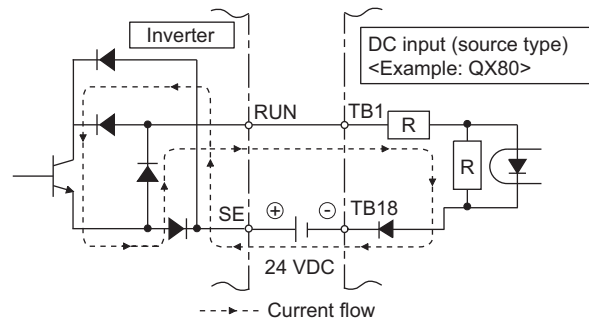 Inverter
DC input (source type)
<Example: QX80>
RUN
TB1
R
R
SE
⊕
⊖
TB18
24 VDC
Current flow